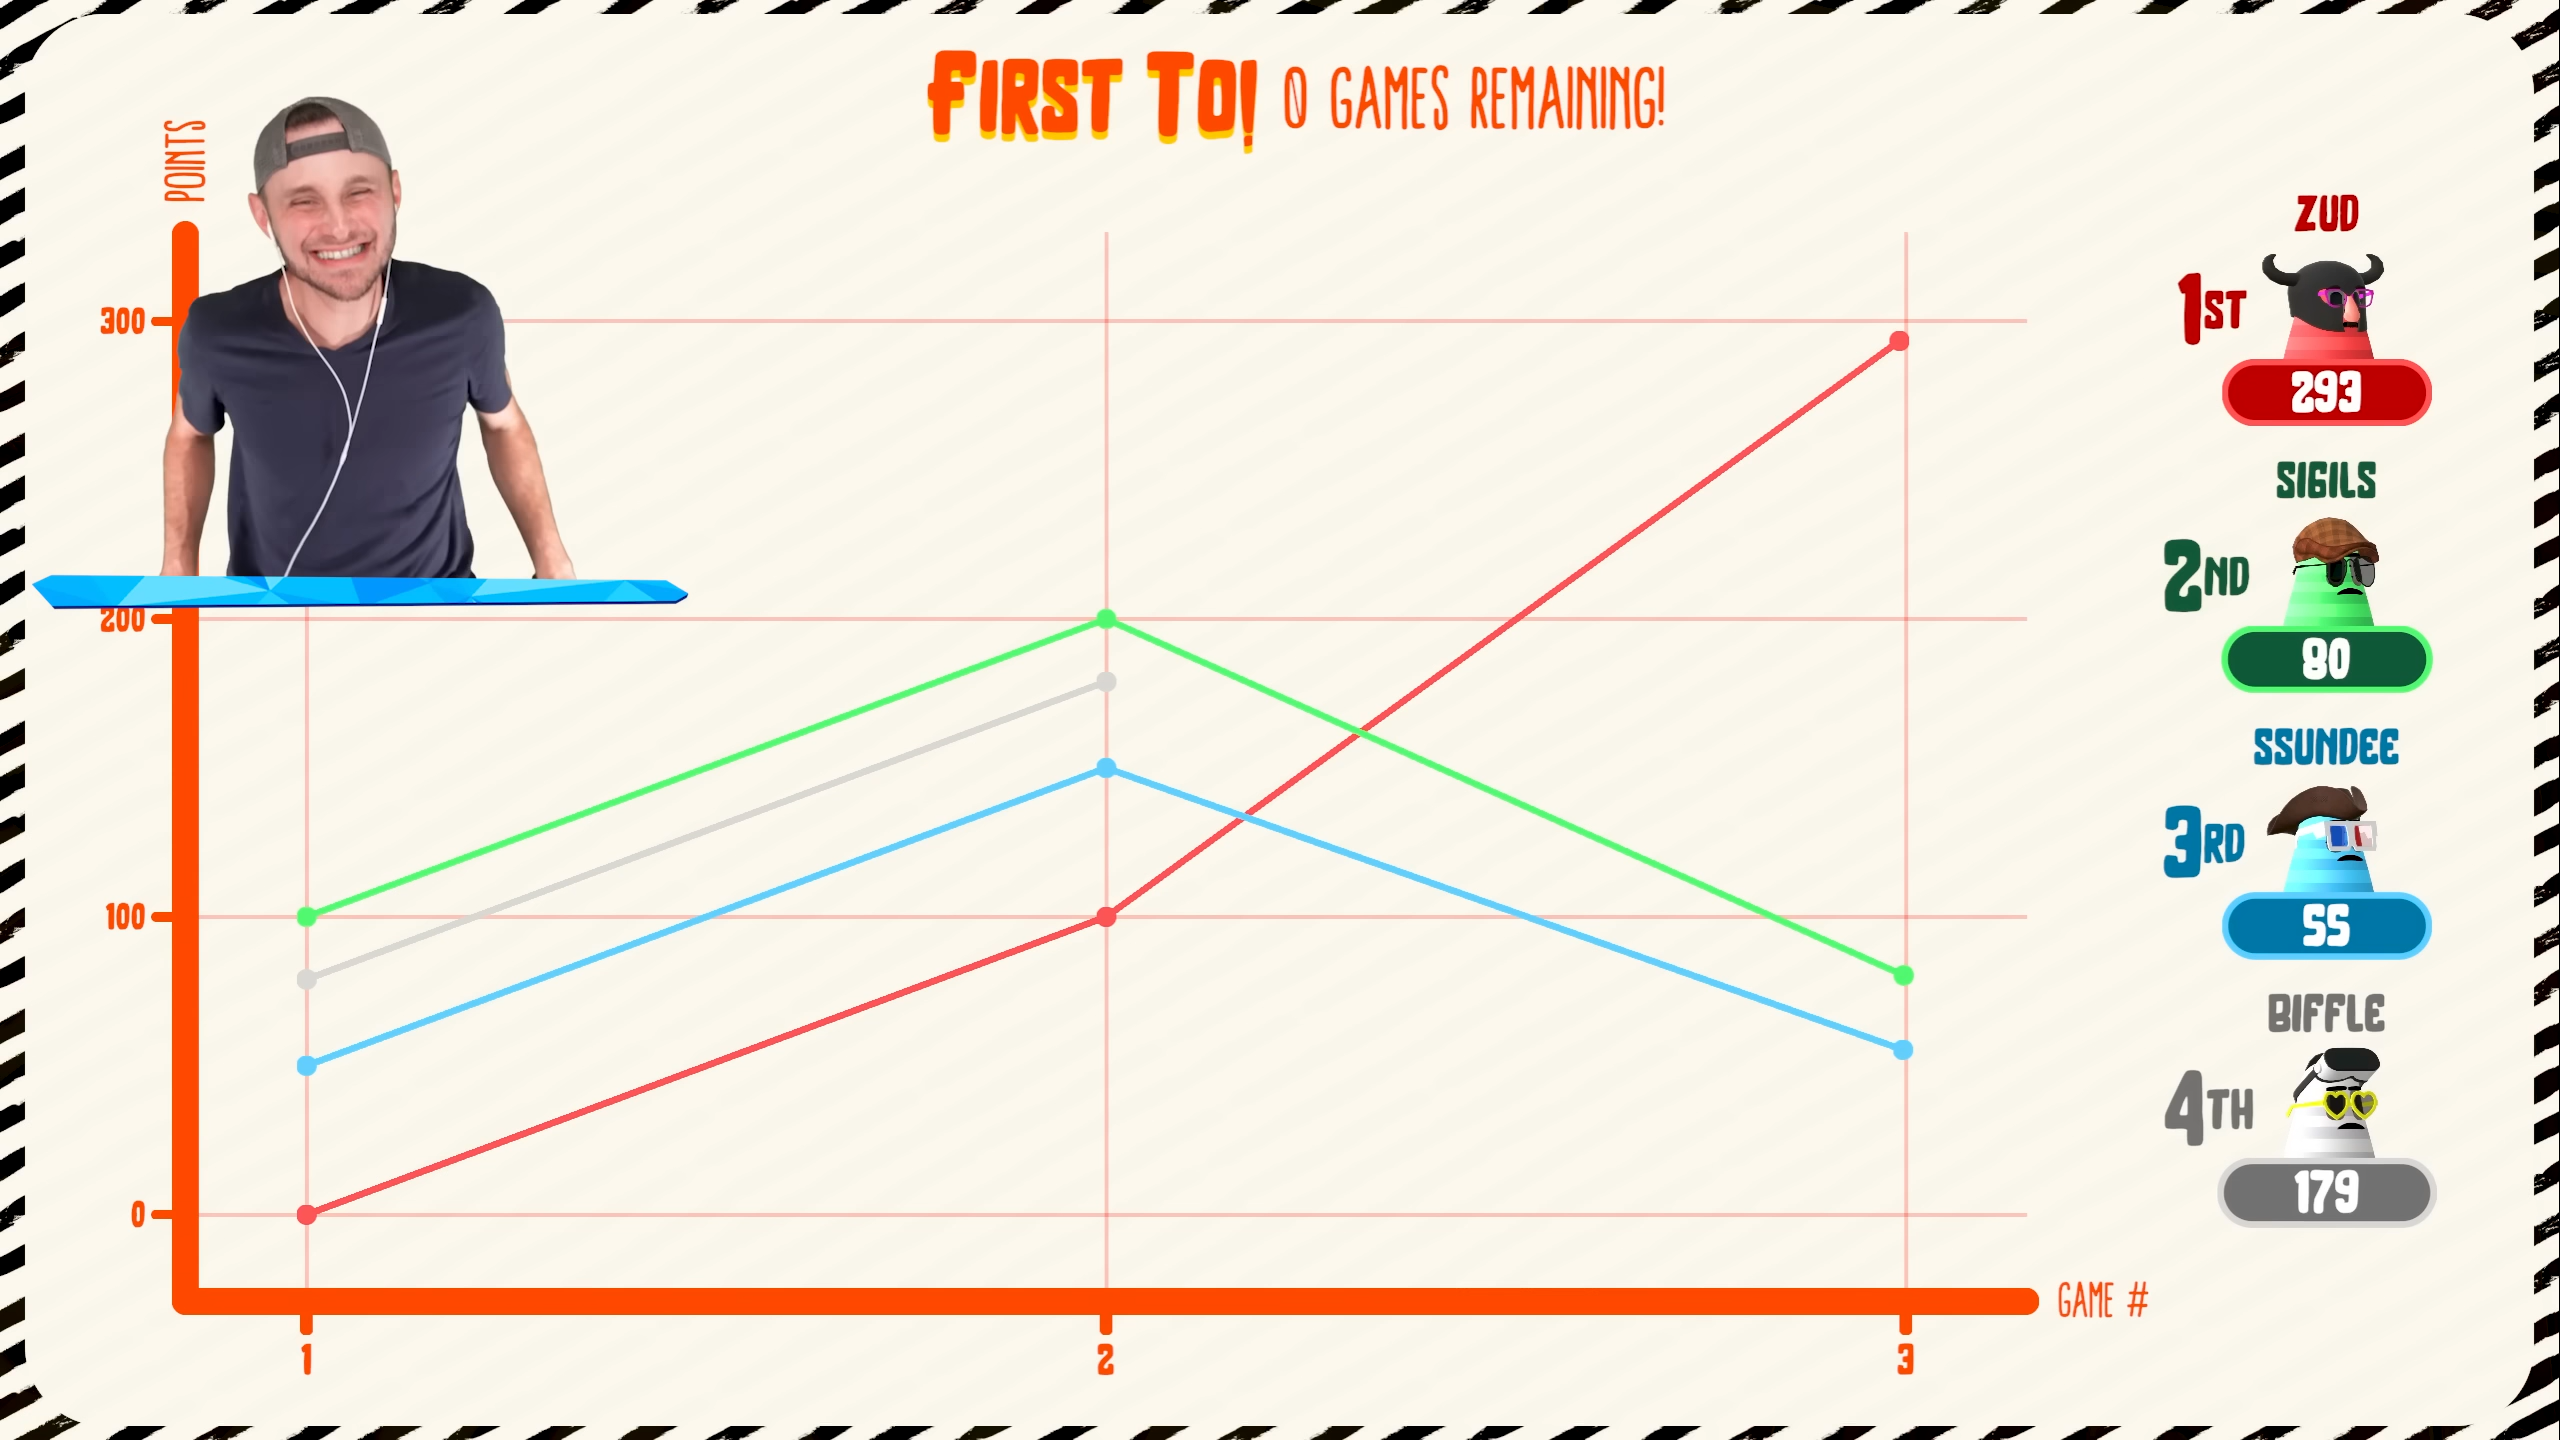 FIRST TO! 0 GAMES REMAINING!
POINTS
300
200
100
0
1
2
3
GAME #
ZUD
1ST
293
SIGILS
2ND
80
SSUNDEE
3RD
55
BIFFLE
4TH
179